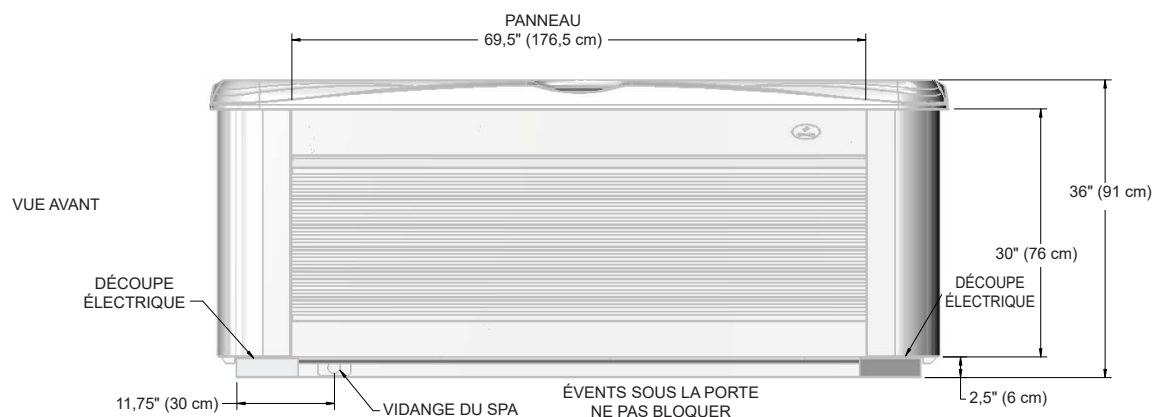 PANNEAU
69,5" (176,5 cm)
VUE AVANT
36" (91 cm)
30" (76 cm)
DÉCOUPE
ÉLECTRIQUE
DÉCOUPE
ÉLECTRIQUE
11,75" (30 cm)
VIDANGE DU SPA
ÉVENTS SOUS LA PORTE
NE PAS BLOQUER
2,5" (6 cm)